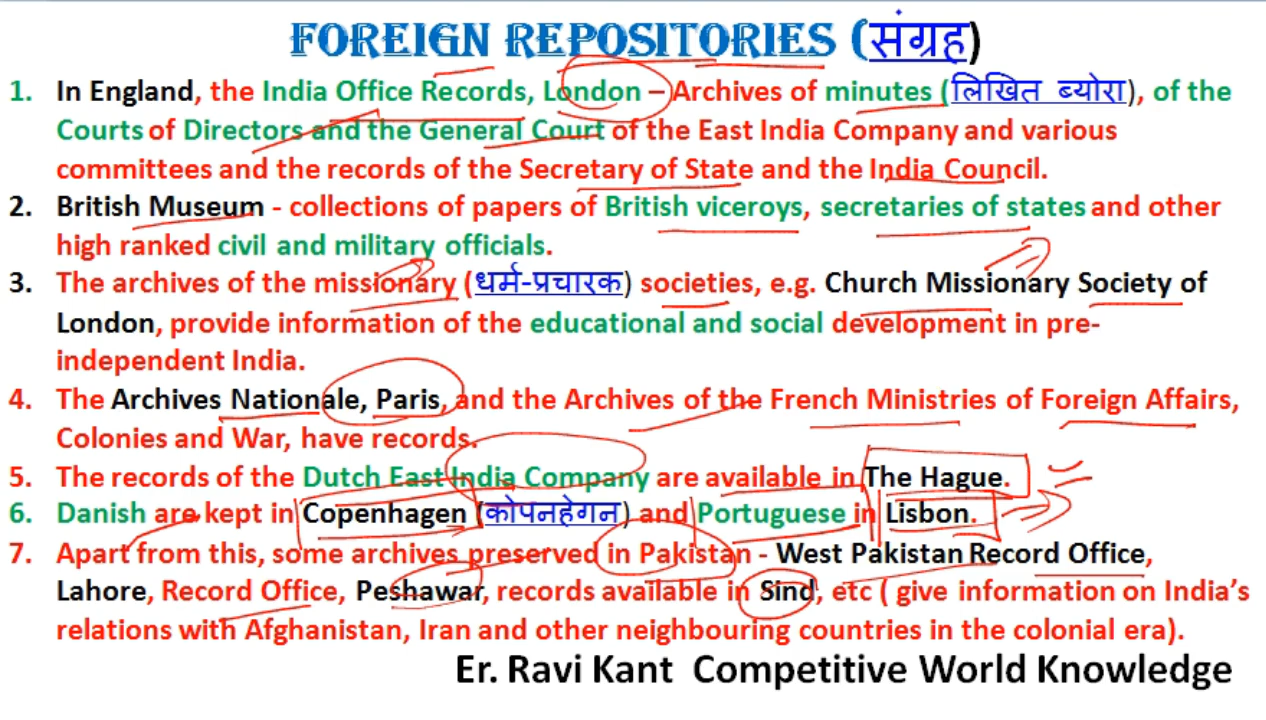 FOREIGN REPOSITORIES (संग्रह)
1. In England, the India Office Records, London – Archives of minutes (लिखित ब्योरा), of the
Courts of Directors and the General Court of the East India Company and various
committees and the records of the Secretary of State and the India Council.
2. British Museum - collections of papers of British viceroys, secretaries of states and other
high ranked civil and military officials.
3. The archives of the missionary (धर्म-प्रचारक) societies, e.g. Church Missionary Society of
London, provide information of the educational and social development in pre-
independent India.
4. The Archives Nationale, Paris, and the Archives of the French Ministries of Foreign Affairs,
Colonies and War, have records.
5. The records of the Dutch East India Company are available in The Hague.
6. Danish are kept in Copenhagen (कोपनहेगन) and Portuguese in Lisbon.
7. Apart from this, some archives preserved in Pakistan - West Pakistan Record Office,
Lahore, Record Office, Peshawar, records available in Sind, etc ( give information on India’s
relations with Afghanistan, Iran and other neighbouring countries in the colonial era).
Er. Ravi Kant Competitive World Knowledge